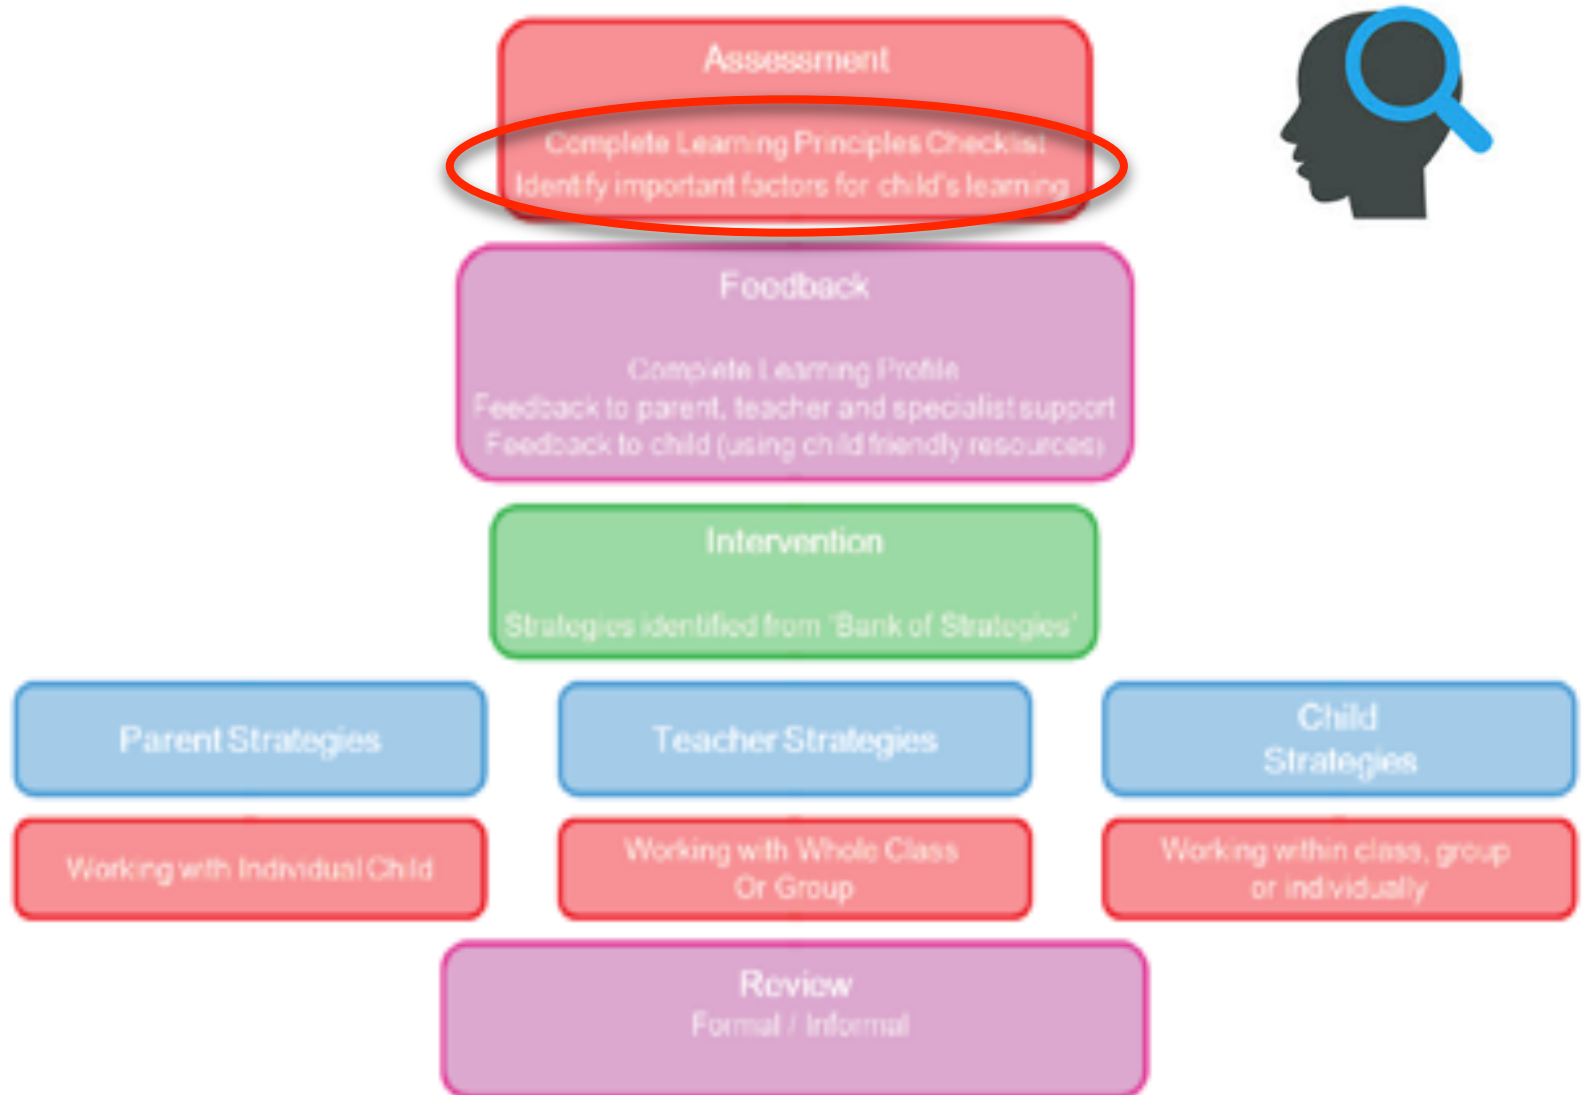 Assessment
Complete Learning Principles Checklist
Identify important factors for child's learning
Feedback
Complete Learning Profile
Feedback to parent, teacher and specialist support
Feedback to child (using child friendly resources)
Intervention
Strategies identified from 'Bank of Strategies'
Parent Strategies
Teacher Strategies
Child
Strategies
Working with Individual Child
Working with Whole Class
Or Group
Working within class, group
or individually
Review
Formal / Informal